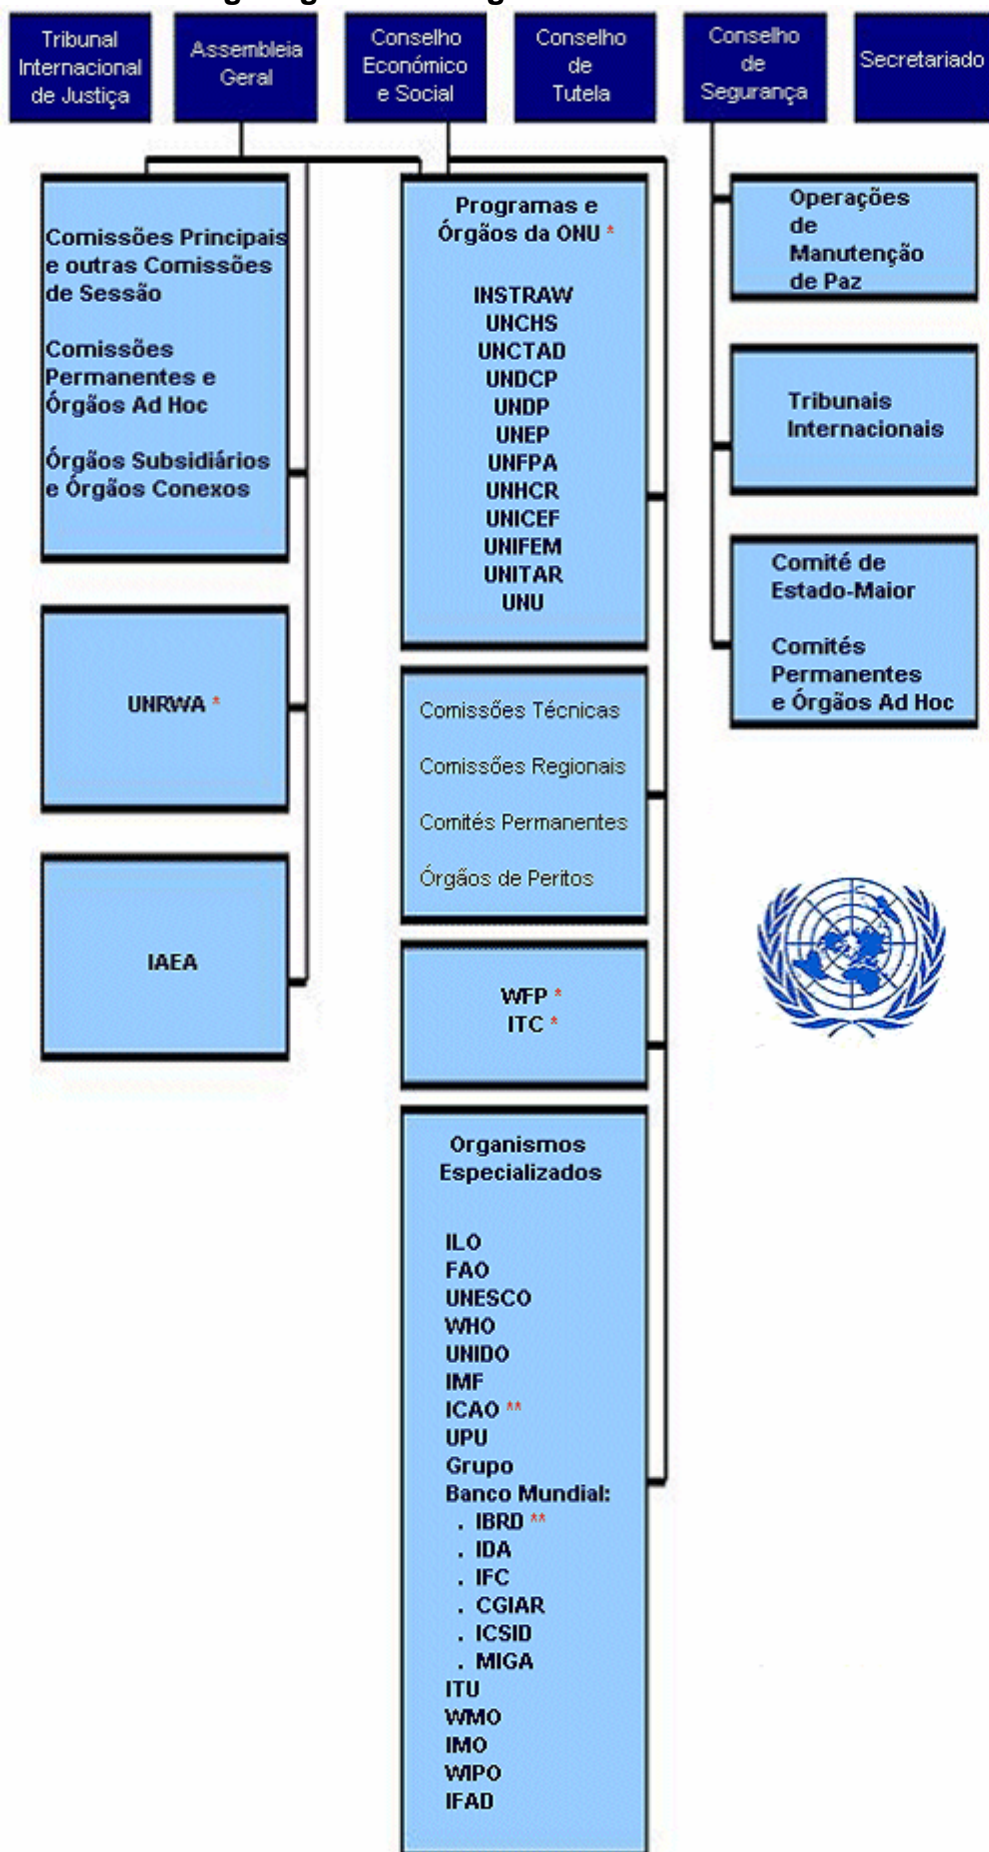 Tribunal
Internacional
de Justiça
Assembleia
Geral
Conselho
Económico
e Social
Conselho
de
Tutela
Conselho
de
Segurança
Secretariado
Comissões Principais
e outras Comissões
de Sessão
Comissões
Permanentes e
Órgãos Ad Hoc
Órgãos Subsidiários
e Órgãos Conexos
UNRWA *
IAEA
Programas e
Órgãos da ONU *
INSTRAW
UNCHS
UNCTAD
UNDCP
UNDP
UNEP
UNFPA
UNHCR
UNICEF
UNIFEM
UNITAR
UNU
Comissões Técnicas
Comissões Regionais
Comités Permanentes
Órgãos de Peritos
WFP *
ITC *
Organismos
Especializados
ILO
FAO
UNESCO
WHO
UNIDO
IMF
ICAO **
UPU
Grupo
Banco Mundial:
. IBRD **
. IDA
. IFC
. CGIAR
. ICSID
. MIGA
ITU
WMO
IMO
WIPO
IFAD
Operações
de
Manutenção
de Paz
Tribunais
Internacionais
Comité de
Estado-Maior
Comités
Permanentes
e Órgãos Ad Hoc